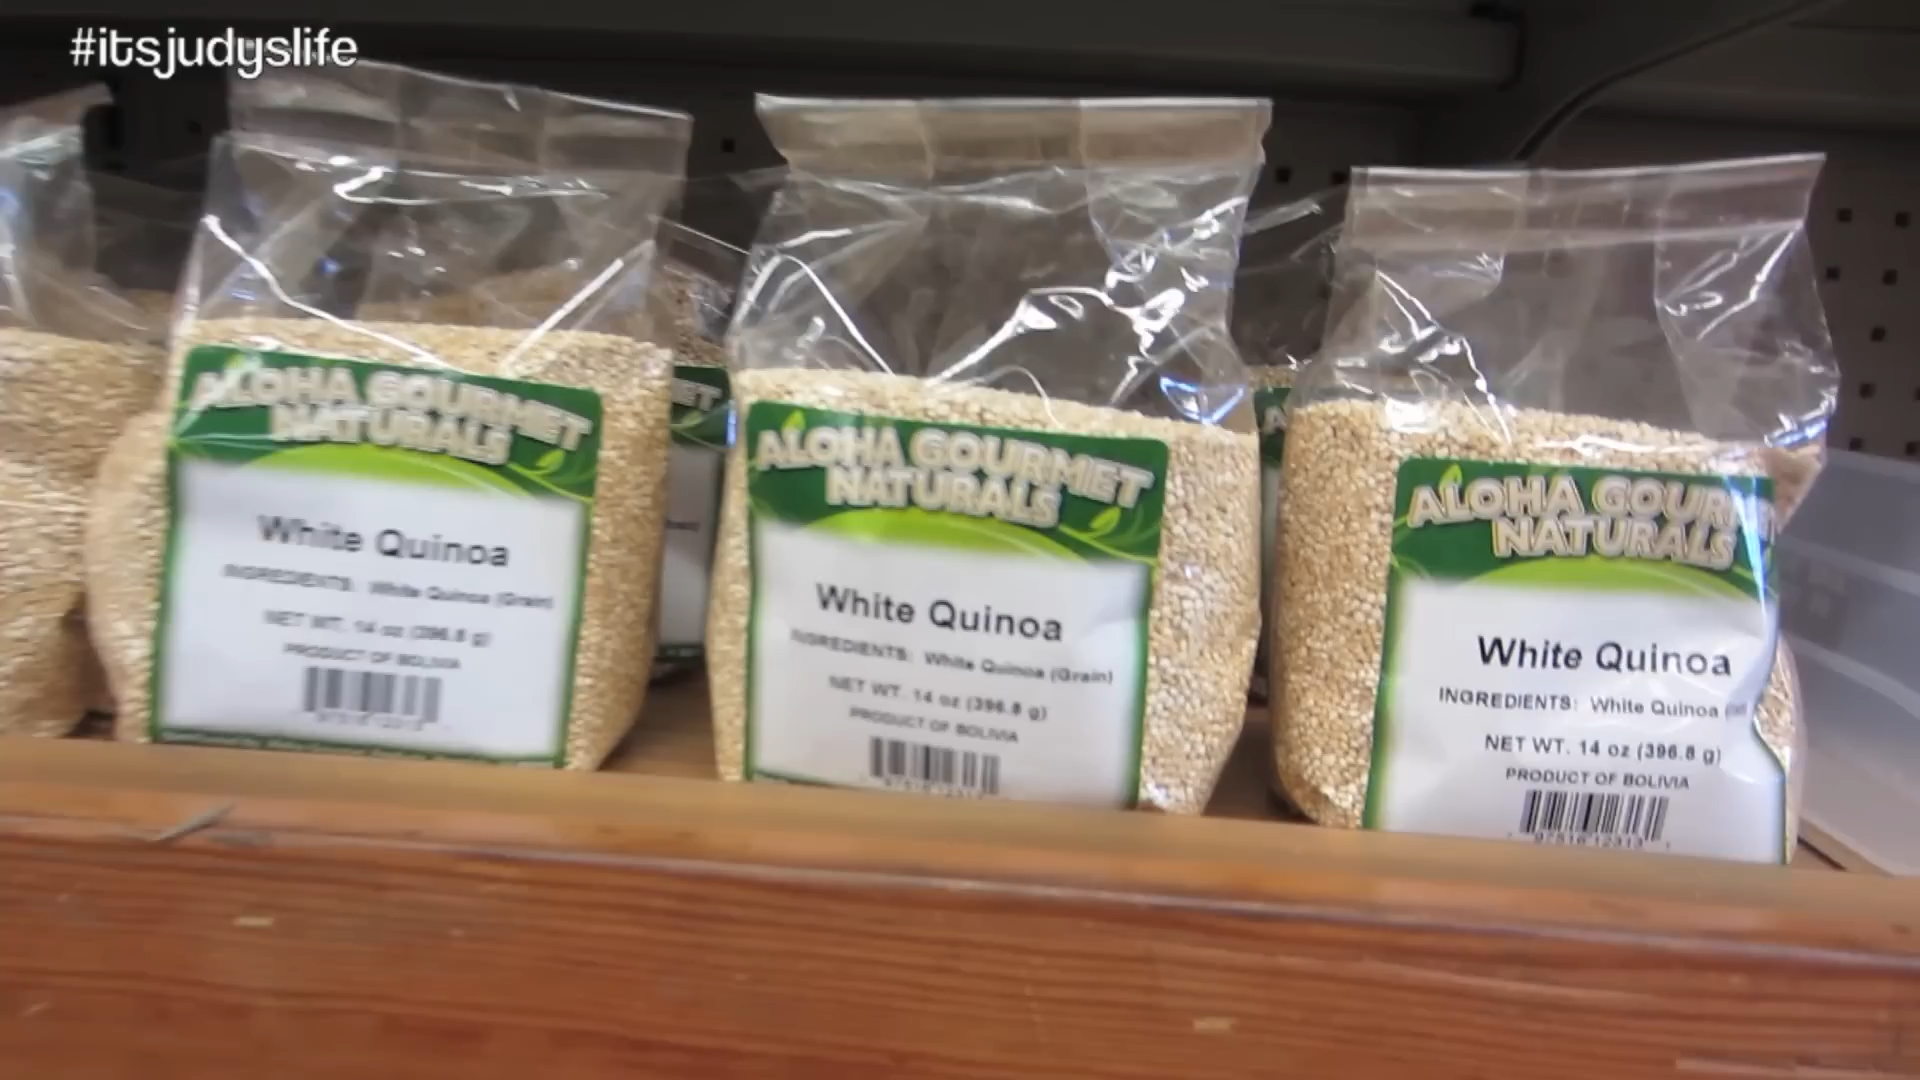 #itsjudyslife
ALOHA GOURMET
NATURALS
White Quinoa
INGREDIENTS: White Quinoa (Grain)
NET WT. 14 oz (396.8 g)
PRODUCT OF BOLIVIA
ALOHA GOURMET
NATURALS
White Quinoa
INGREDIENTS: White Quinoa (Grain)
NET WT. 14 oz (396.8 g)
PRODUCT OF BOLIVIA
ALOHA GOURM
NATURALS
White Quinoa
INGREDIENTS: White Quinoa
NET WT. 14 oz (396.8 g)
PRODUCT OF BOLIVIA
ET
A